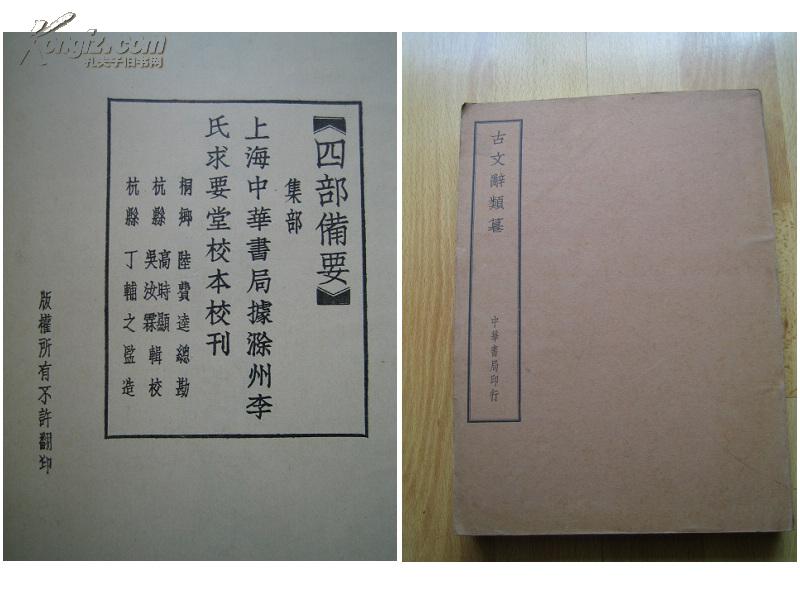 Kongfz.com
孔夫子旧书网
【四部備要】
集部
上海中華書局據滁州李
氏求要堂校本校刊
桐鄉 陸費逵總勘
杭縣 高時顯 吳汝霖 輯校
杭縣 丁輔之監造
版權所有不許翻印
古文辭類纂
中華書局印行